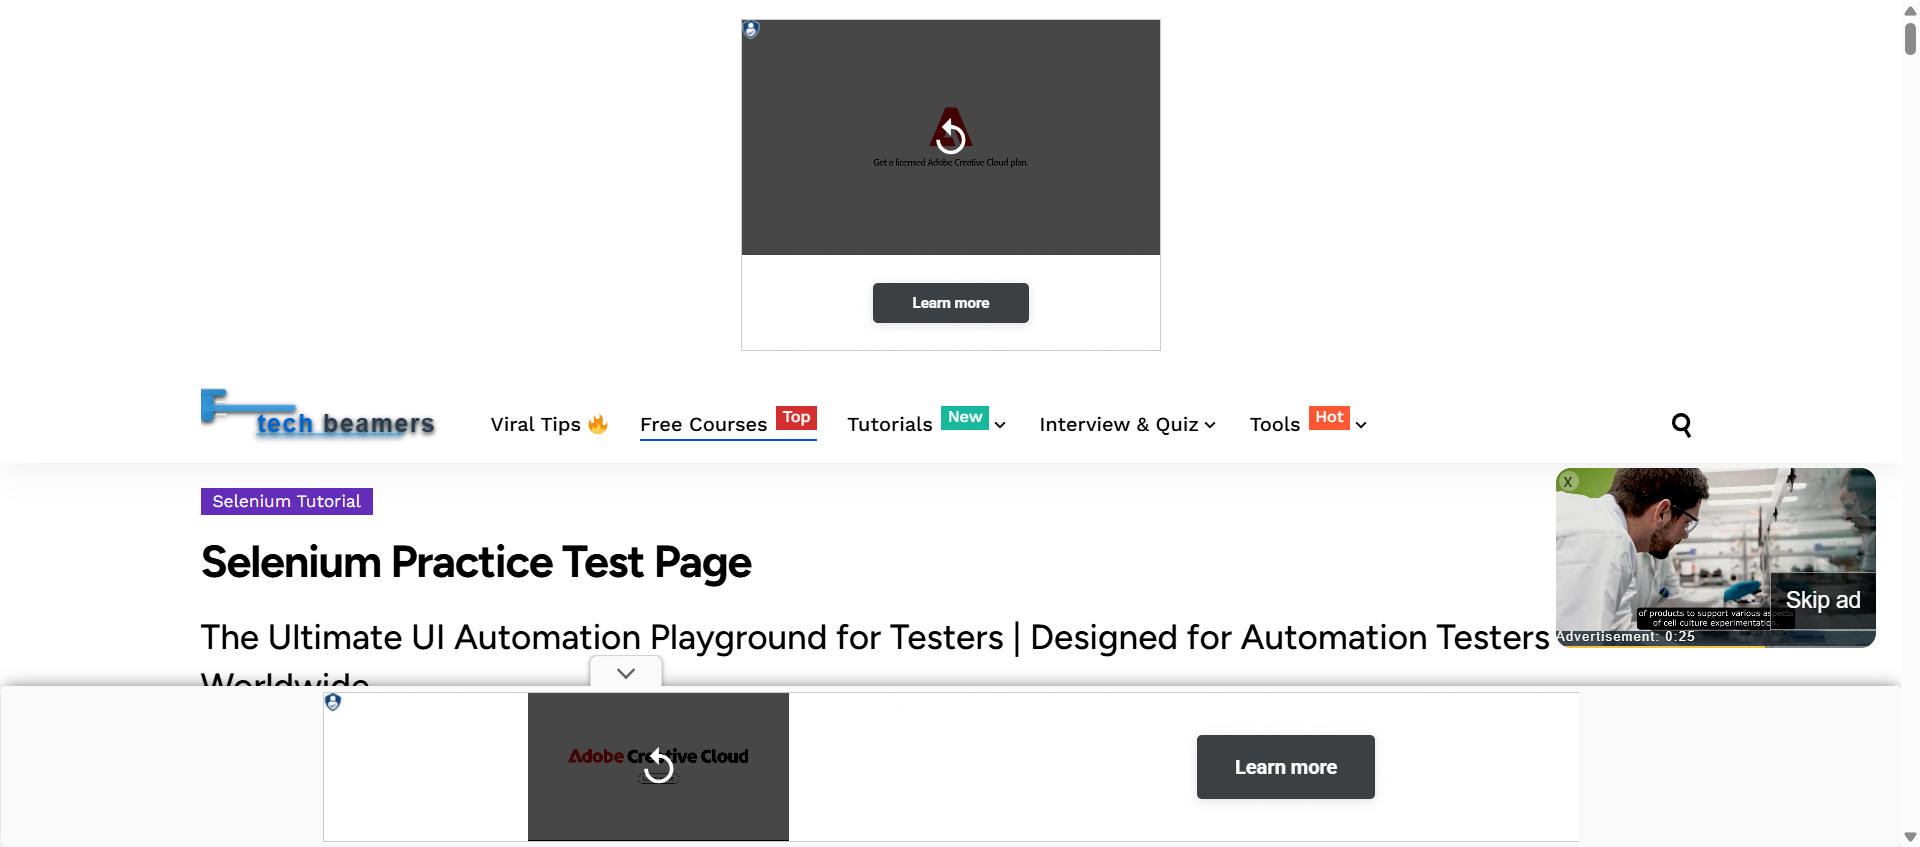 Get a licensed Adobe Creative Cloud plan.
Learn more
tech beamers
Viral Tips Free Courses Top Tutorials New Interview & Quiz Tools Hot
Selenium Tutorial
Selenium Practice Test Page
The Ultimate UI Automation Playground for Testers | Designed for Automation Testers
Worldwide
X
of products to support various aspects
of cell culture experimentation.
Skip ad
Advertisement: 0:25
Adobe Creative Cloud
Learn more